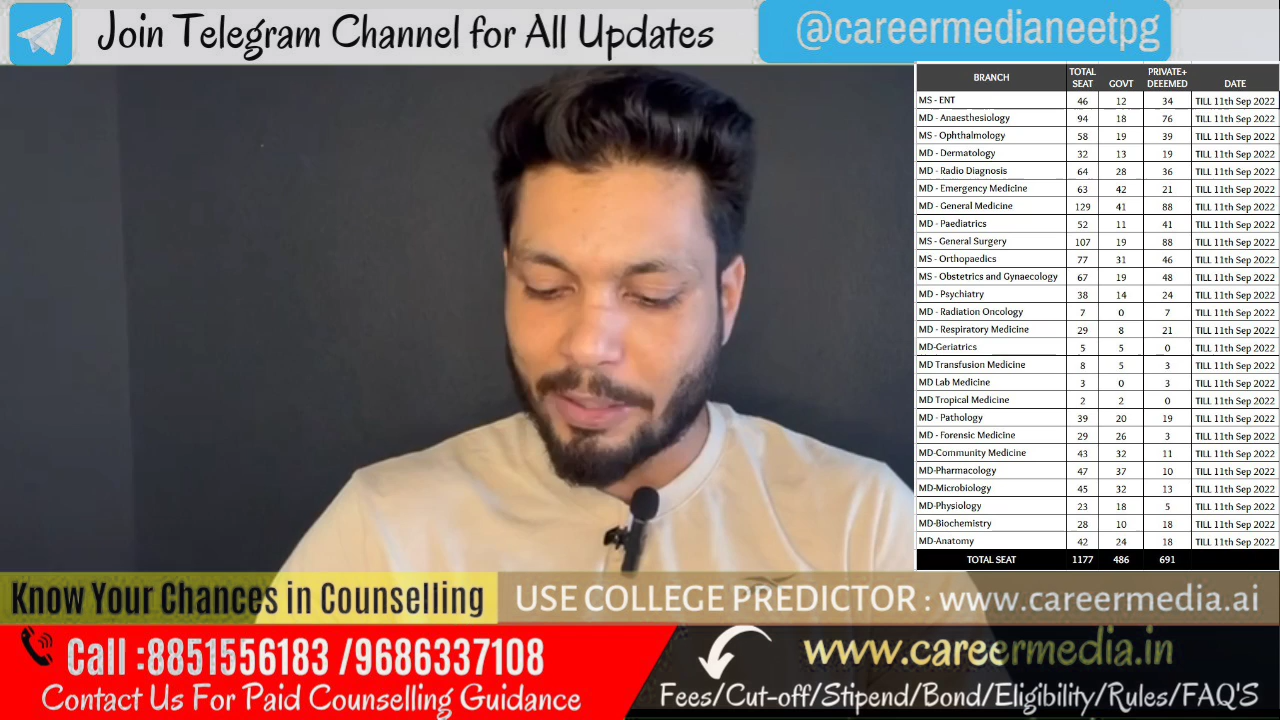 Join Telegram Channel for All Updates
@careermedianeetpg
BRANCH TOTAL SEAT GOVT PRIVATE+ DEEEMED DATE
MS - ENT 46 12 34 TILL 11th Sep 2022
MD - Anaesthesiology 94 18 76 TILL 11th Sep 2022
MS - Ophthalmology 58 19 39 TILL 11th Sep 2022
MD - Dermatology 32 13 19 TILL 11th Sep 2022
MD - Radio Diagnosis 64 28 36 TILL 11th Sep 2022
MD - Emergency Medicine 63 42 21 TILL 11th Sep 2022
MD - General Medicine 129 41 88 TILL 11th Sep 2022
MD - Paediatrics 52 11 41 TILL 11th Sep 2022
MS - General Surgery 107 19 88 TILL 11th Sep 2022
MS - Orthopaedics 77 31 46 TILL 11th Sep 2022
MS - Obstetrics and Gynaecology 67 19 48 TILL 11th Sep 2022
MD - Psychiatry 38 14 24 TILL 11th Sep 2022
MD - Radiation Oncology 7 0 7 TILL 11th Sep 2022
MD - Respiratory Medicine 29 8 21 TILL 11th Sep 2022
MD-Geriatrics 5 5 0 TILL 11th Sep 2022
MD Transfusion Medicine 8 5 3 TILL 11th Sep 2022
MD Lab Medicine 3 0 3 TILL 11th Sep 2022
MD Tropical Medicine 2 2 0 TILL 11th Sep 2022
MD - Pathology 39 20 19 TILL 11th Sep 2022
MD - Forensic Medicine 29 26 3 TILL 11th Sep 2022
MD-Community Medicine 43 32 11 TILL 11th Sep 2022
MD-Pharmacology 47 37 10 TILL 11th Sep 2022
MD-Microbiology 45 32 13 TILL 11th Sep 2022
MD-Physiology 23 18 5 TILL 11th Sep 2022
MD-Biochemistry 28 10 18 TILL 11th Sep 2022
MD-Anatomy 42 24 18 TILL 11th Sep 2022
TOTAL SEAT 1177 486 691
Know Your Chances in Counselling
USE COLLEGE PREDICTOR : www.careermedia.ai
Call :8851556183 /9686337108
Contact Us For Paid Counselling Guidance
www.careermedia.in
Fees/Cut-off/Stipend/Bond/Eligibility/Rules/FAQ'S